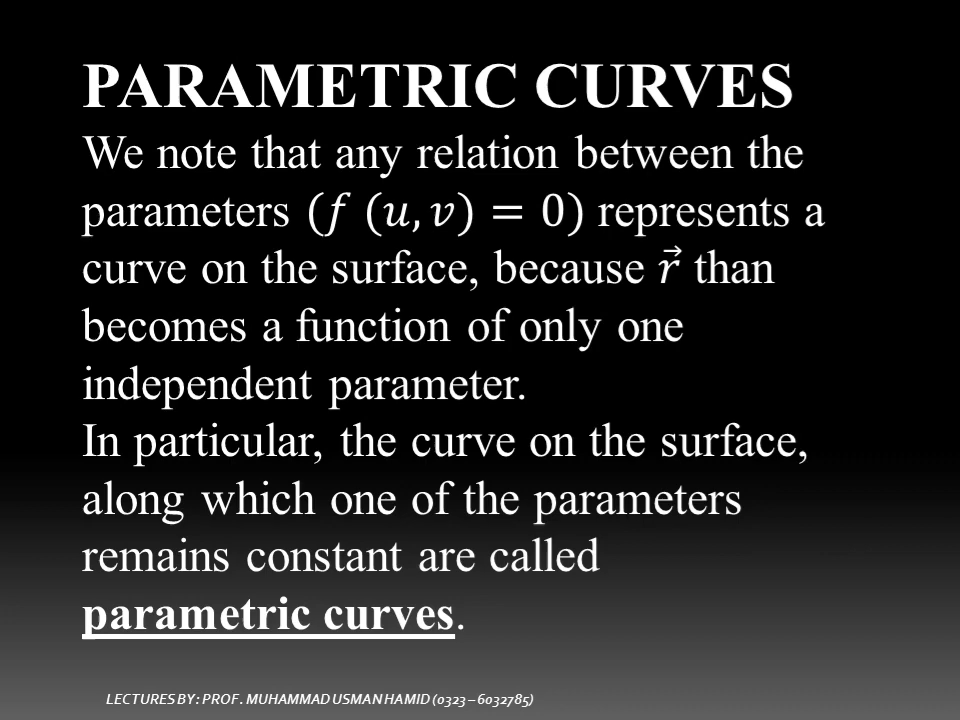 PARAMETRIC CURVES
We note that any relation between the
parameters (𝑓 (𝑢, 𝑣) = 0) represents a
curve on the surface, because 𝑟⃗ than
becomes a function of only one
independent parameter.
In particular, the curve on the surface,
along which one of the parameters
remains constant are called
parametric curves.
LECTURES BY: PROF. MUHAMMAD USMAN HAMID (0323 – 6032785)